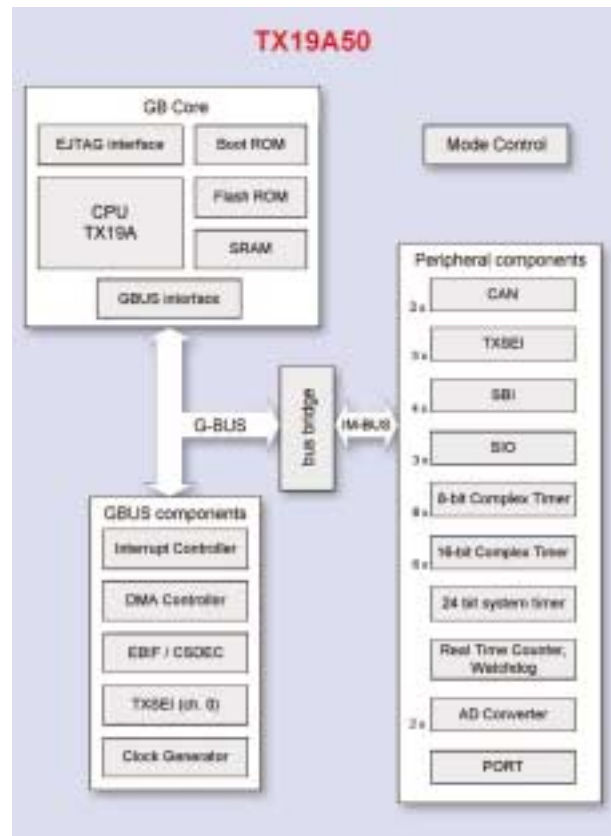 TX19A50
GB Core
EJTAG interface
Boot ROM
CPU
TX19A
Flash ROM
SRAM
GBUS interface
Mode Control
Peripheral components
2 x
CAN
TXSEI
4 x
SBI
3 x
SIO
8-bit Complex Timer
16-bit Complex Timer
24 bit system timer
Real Time Counter,
Watchdog
2 x
AD Converter
PORT
G-BUS
bus bridge
IM-BUS
GBUS components
Interrupt Controller
DMA Controller
EBIF / CSDEC
TXSEI (ch. 0)
Clock Generator